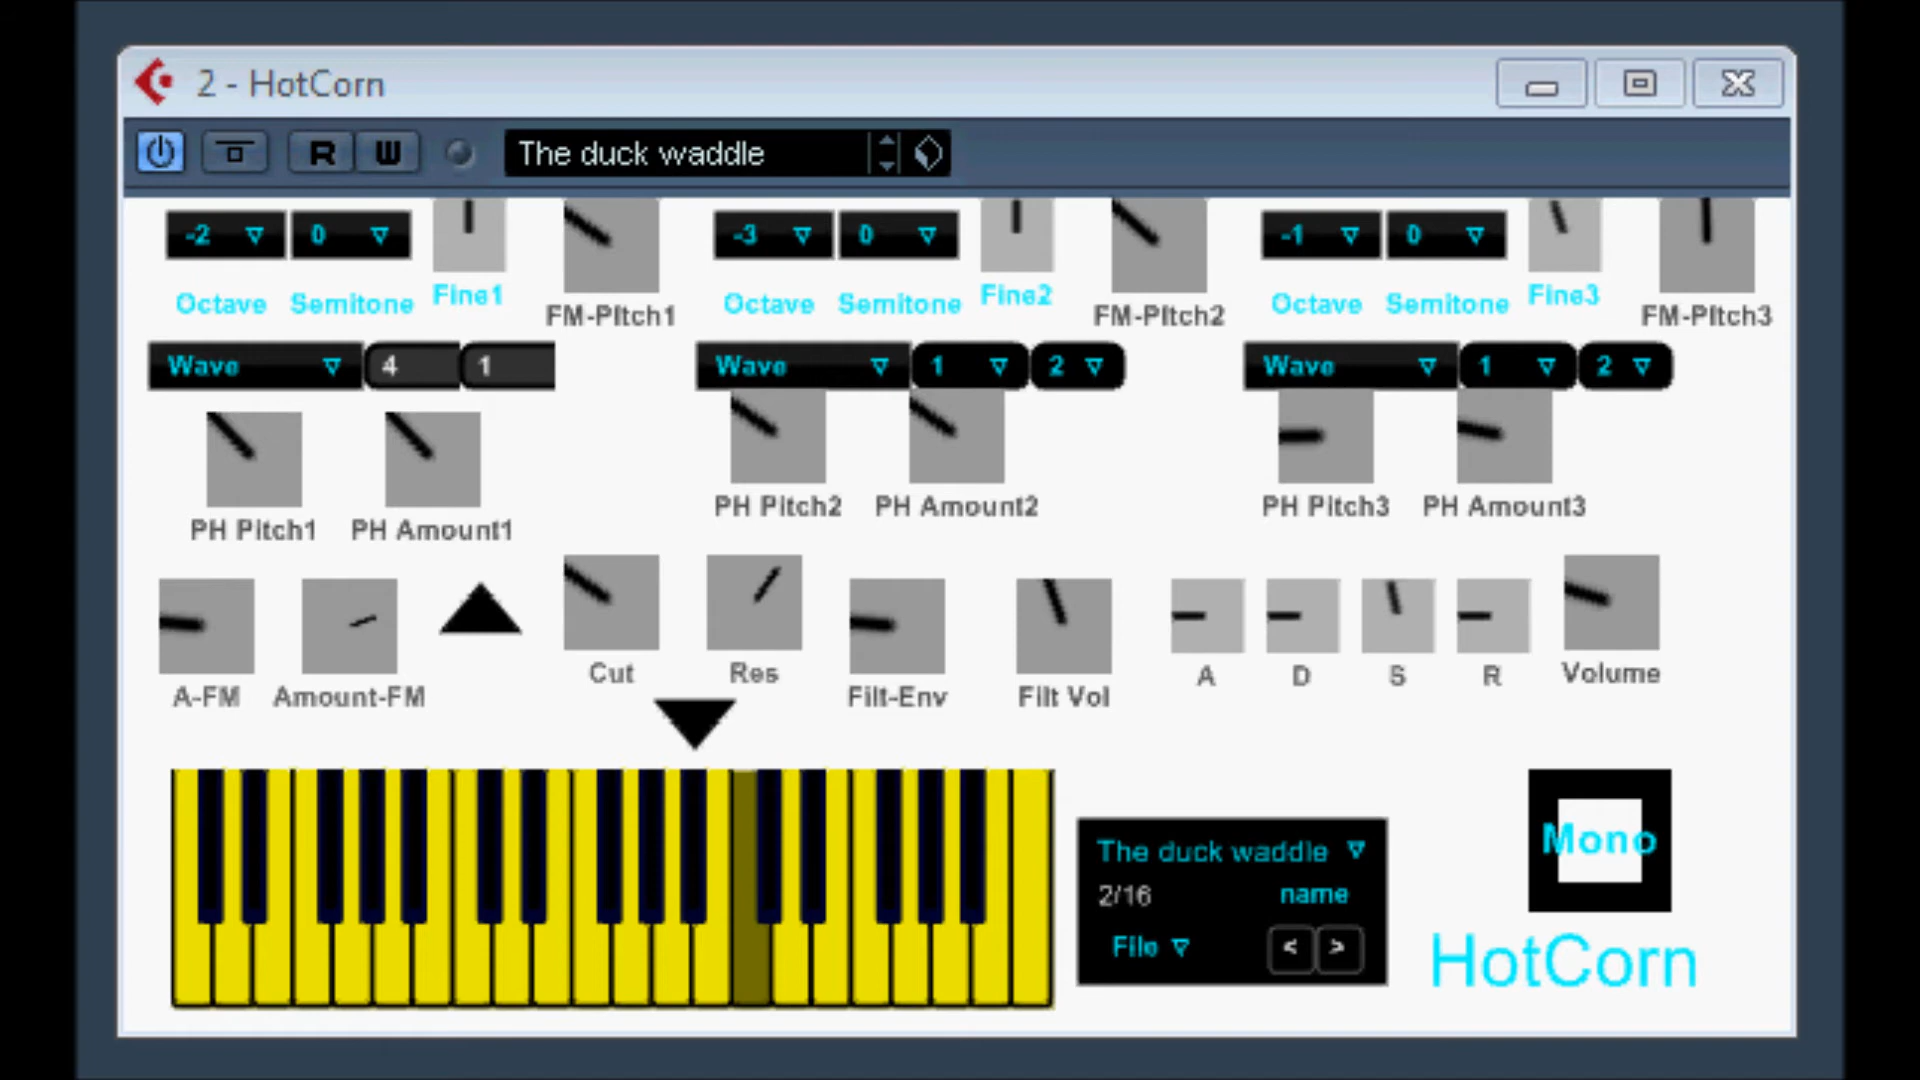 2 - HotCorn
R W The duck waddle
-2 0 -3 0 -1 0
Octave Semitone Fine1 FM-Pitch1 Octave Semitone Fine2 FM-Pitch2 Octave Semitone Fine3 FM-Pitch3
Wave 4 1 Wave 1 2 Wave 1 2
PH Pitch1 PH Amount1 PH Pitch2 PH Amount2 PH Pitch3 PH Amount3
A-FM Amount-FM Cut Res Filt-Env Filt Vol A D S R Volume
The duck waddle
2/16 name
File < >
Mono
HotCorn